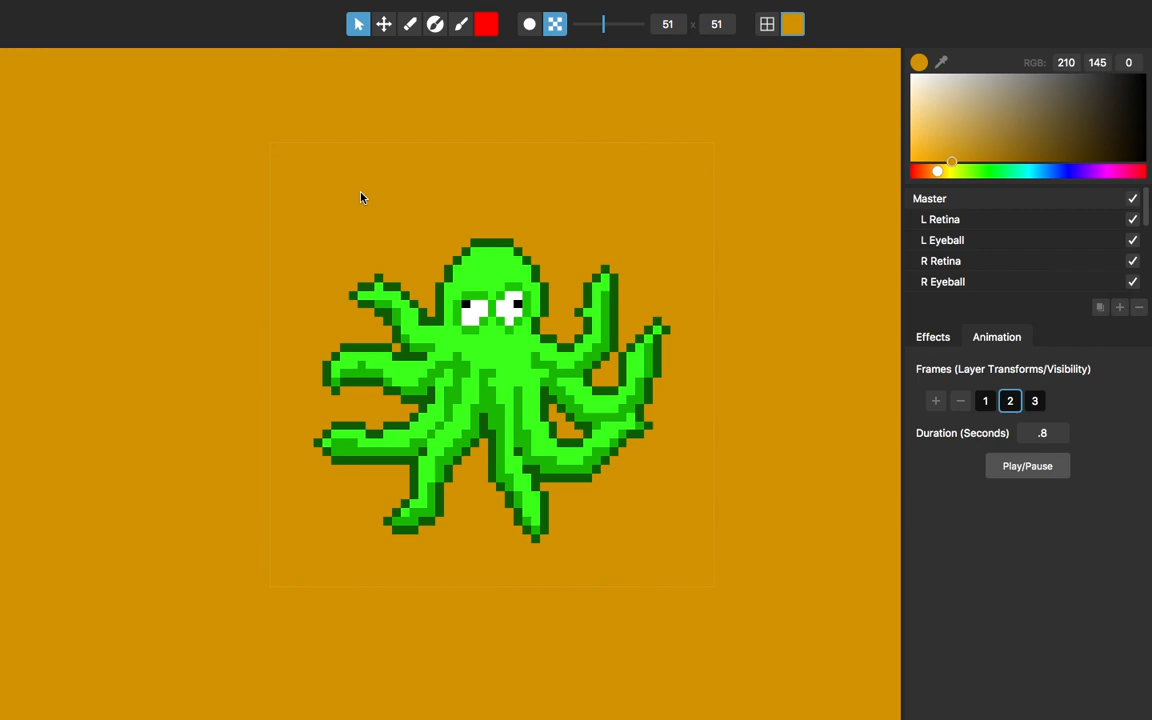 51 x 51
RGB: 210 145 0
Master
L Retina
L Eyeball
R Retina
R Eyeball
Effects Animation
Frames (Layer Transforms/Visibility)
+ − 1 2 3
Duration (Seconds) .8
Play/Pause